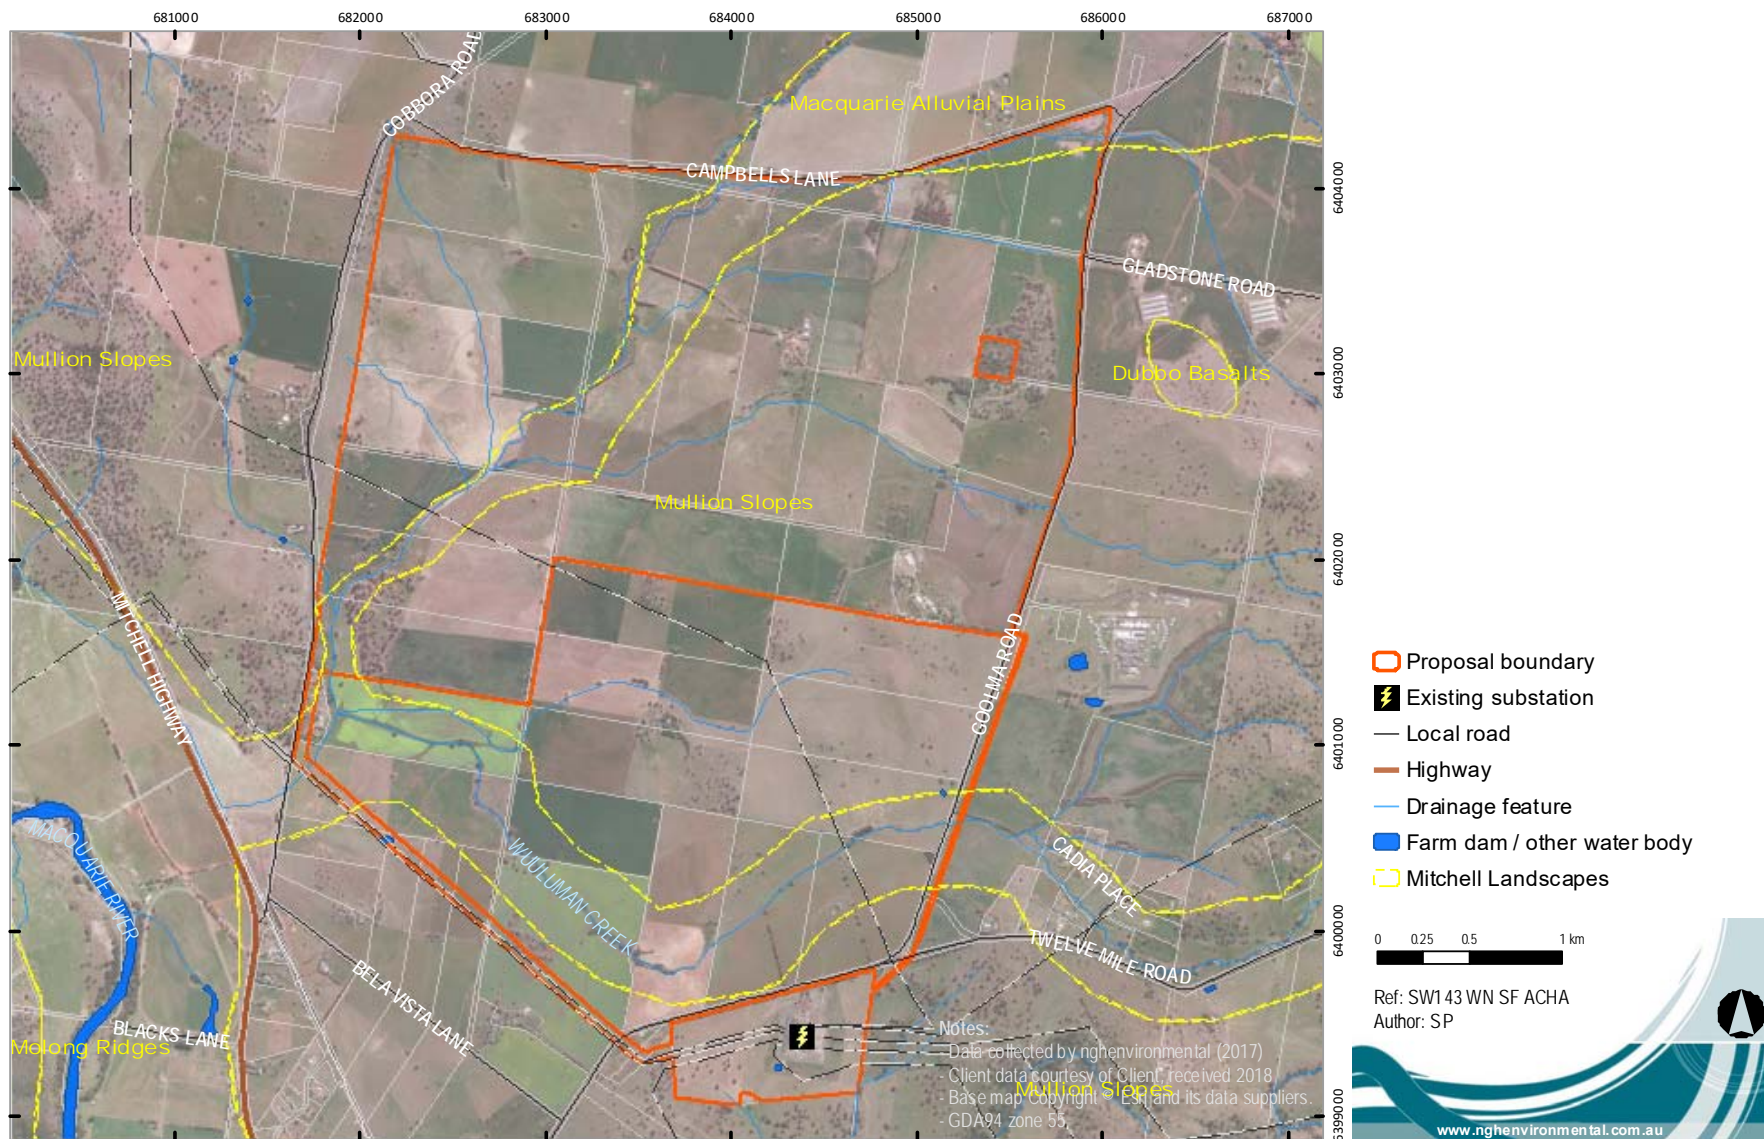 681000 682000 683000 684000 685000 686000 687000
COBBORA ROAD
Macquarie Alluvial Plains
CAMPBELLS LANE
6404000
GLADSTONE ROAD
Mullion Slopes
Dubbo Basalts
6403000
Mullion Slopes
6402000
MITCHELL HIGHWAY
GOOLMA ROAD
6401000
MACQUARIE RIVER
WUULUMAN CREEK
CADIA PLACE
6400000
TWELVE MILE ROAD
BELA VISTA LANE
BLACKS LANE
Molong Ridges
Mullion Slopes
6399000
Notes:
- Data collected by nghenvironmental (2017)
- Client data courtesy of Client, received 2018
- Base map Copyright © Esri and its data suppliers.
- GDA94 zone 55
Proposal boundary
Existing substation
Local road
Highway
Drainage feature
Farm dam / other water body
Mitchell Landscapes
0 0.25 0.5 1 km
Ref: SW143 WN SF ACHA
Author: SP
www.nghenvironmental.com.au